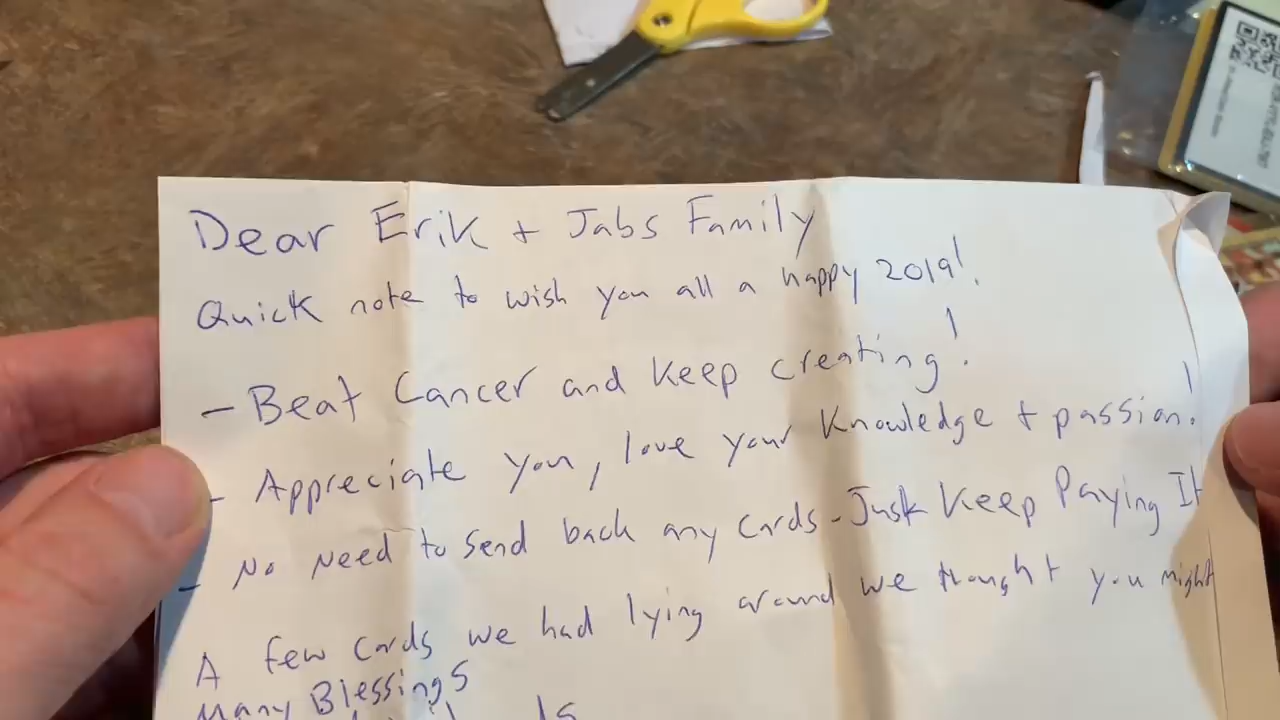 Dear Erik + Jabs Family
Quick note to wish you all a happy 2019!
- Beat Cancer and Keep creating!
- Appreciate you, love your Knowledge + passion!
- No Need to Send back any Cards - Just Keep Paying It
A few cards we had lying around we thought you might
Many Blessings